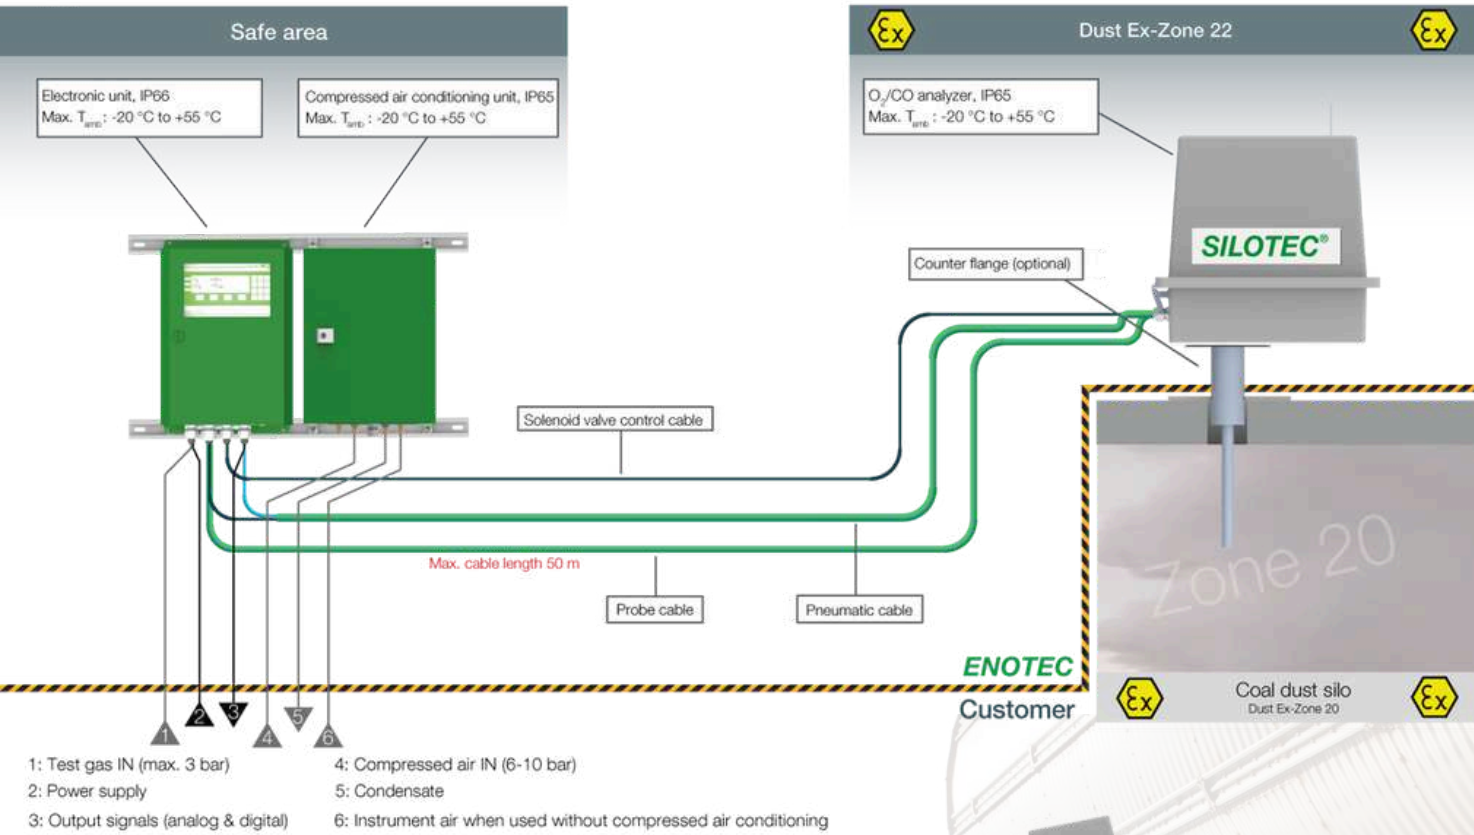 Safe area
Dust Ex-Zone 22
Electronic unit, IP66
Max. Tamb: -20 °C to +55 °C
Compressed air conditioning unit, IP65
Max. Tamb : -20 °C to +55 °C
O2/CO analyzer, IP65
Max. Tamb : -20 °C to +55 °C
SILOTEC®
Counter flange (optional)
Solenoid valve control cable
Max. cable length 50 m
Probe cable
Pneumatic cable
Zone 20
ENOTEC
Customer
Coal dust silo
Dust Ex-Zone 20
Ex
Ex
Ex
Ex
1
2
3
4
5
6
1: Test gas IN (max. 3 bar)
2: Power supply
3: Output signals (analog & digital)
4: Compressed air IN (6-10 bar)
5: Condensate
6: Instrument air when used without compressed air conditioning